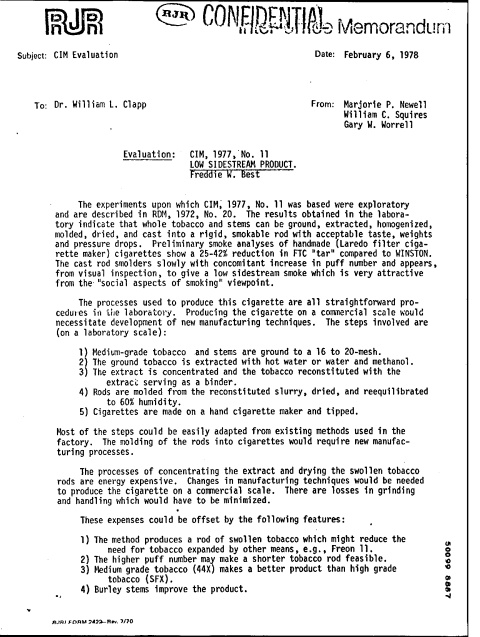 RJR
RJR CONFIDENTIAL Memorandum
Subject: CIM Evaluation Date: February 6, 1978
To: Dr. William L. Clapp From: Marjorie P. Newell
William C. Squires
Gary W. Worrell
Evaluation: CIM, 1977, No. 11
LOW SIDESTREAM PRODUCT.
Freddie W. Best
The experiments upon which CIM, 1977, No. 11 was based were exploratory
and are described in RDM, 1972, No. 20. The results obtained in the labora-
tory indicate that whole tobacco and stems can be ground, extracted, homogenized,
molded, dried, and cast into a rigid, smokable rod with acceptable taste, weights
and pressure drops. Preliminary smoke analyses of handmade (Laredo filter ciga-
rette maker) cigarettes show a 25-42% reduction in FTC "tar" compared to WINSTON.
The cast rod smolders slowly with concomitant increase in puff number and appears,
from visual inspection, to give a low sidestream smoke which is very attractive
from the "social aspects of smoking" viewpoint.
The processes used to produce this cigarette are all straightforward pro-
cedures in the laboratory. Producing the cigarette on a commercial scale would
necessitate development of new manufacturing techniques. The steps involved are
(on a laboratory scale):
1) Medium-grade tobacco and stems are ground to a 16 to 20-mesh.
2) The ground tobacco is extracted with hot water or water and methanol.
3) The extract is concentrated and the tobacco reconstituted with the
extract serving as a binder.
4) Rods are molded from the reconstituted slurry, dried, and reequilibrated
to 60% humidity.
5) Cigarettes are made on a hand cigarette maker and tipped.
Most of the steps could be easily adapted from existing methods used in the
factory. The molding of the rods into cigarettes would require new manufac-
turing processes.
The processes of concentrating the extract and drying the swollen tobacco
rods are energy expensive. Changes in manufacturing techniques would be needed
to produce the cigarette on a commercial scale. There are losses in grinding
and handling which would have to be minimized.
These expenses could be offset by the following features:
1) The method produces a rod of swollen tobacco which might reduce the
need for tobacco expanded by other means, e.g., Freon 11.
2) The higher puff number may make a shorter tobacco rod feasible.
3) Medium grade tobacco (44X) makes a better product than high grade
tobacco (SFX).
4) Burley stems improve the product.
50099 8887
RJRI FORM 2422-Rev. 7/70